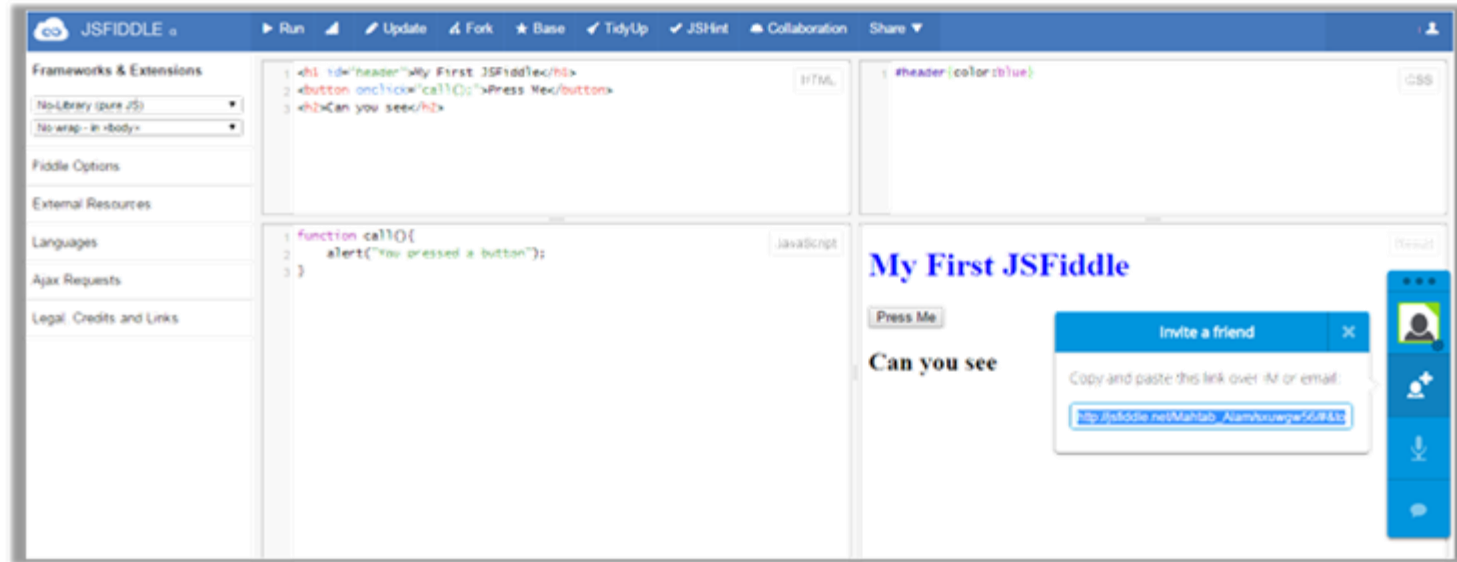 JSFIDDLE α
Run
Update
Fork
Base
TidyUp
JSHint
Collaboration
Share ▼
Frameworks & Extensions
No-Library (pure JS)
No wrap - in <body>
Fiddle Options
External Resources
Languages
Ajax Requests
Legal, Credits and Links
1 <h1 id="header">My First JSFiddle</h1>
2 <button onclick="call();">Press Me</button>
3 <h2>Can you see</h2>
HTML
1 #header{color:blue}
CSS
1 function call(){
2 alert("You pressed a button");
3 }
JavaScript
Result
My First JSFiddle
Press Me
Can you see
Invite a friend
Copy and paste this link over IM or email: